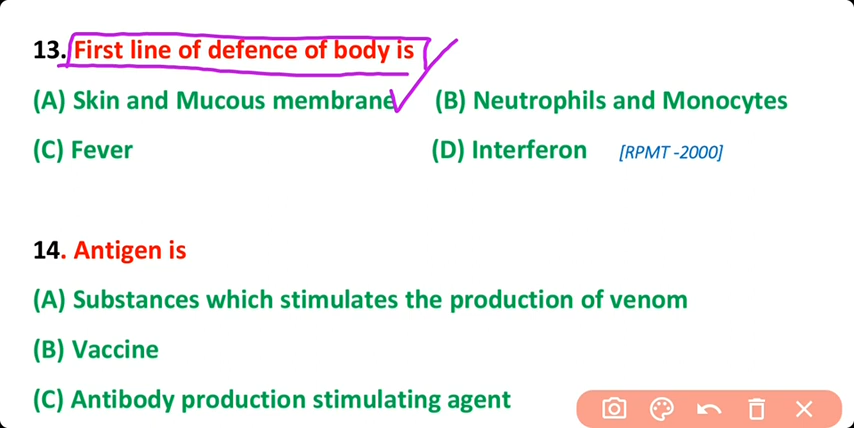 13. First line of defence of body is
(A) Skin and Mucous membrane (B) Neutrophils and Monocytes
(C) Fever (D) Interferon [RPMT -2000]
14. Antigen is
(A) Substances which stimulates the production of venom
(B) Vaccine
(C) Antibody production stimulating agent